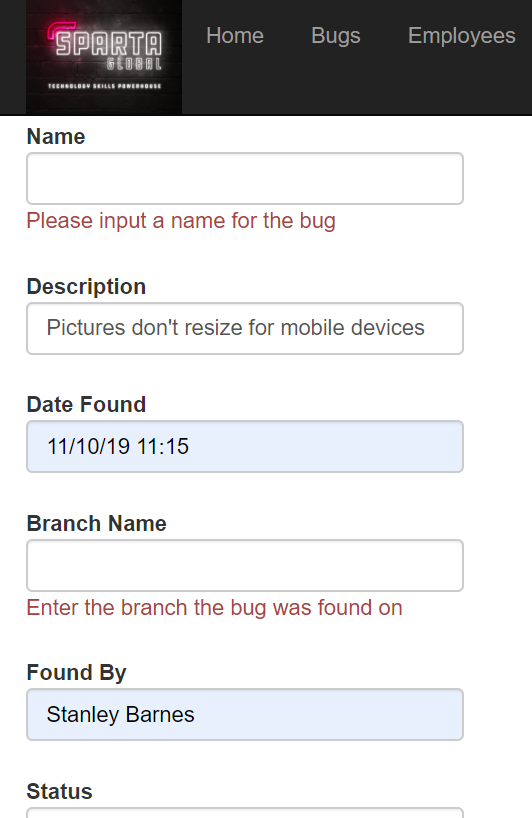 SPARTA
GLOBAL
TECHNOLOGY SKILLS POWERHOUSE
Home Bugs Employees
Name
Please input a name for the bug
Description
Pictures don't resize for mobile devices
Date Found
11/10/19 11:15
Branch Name
Enter the branch the bug was found on
Found By
Stanley Barnes
Status